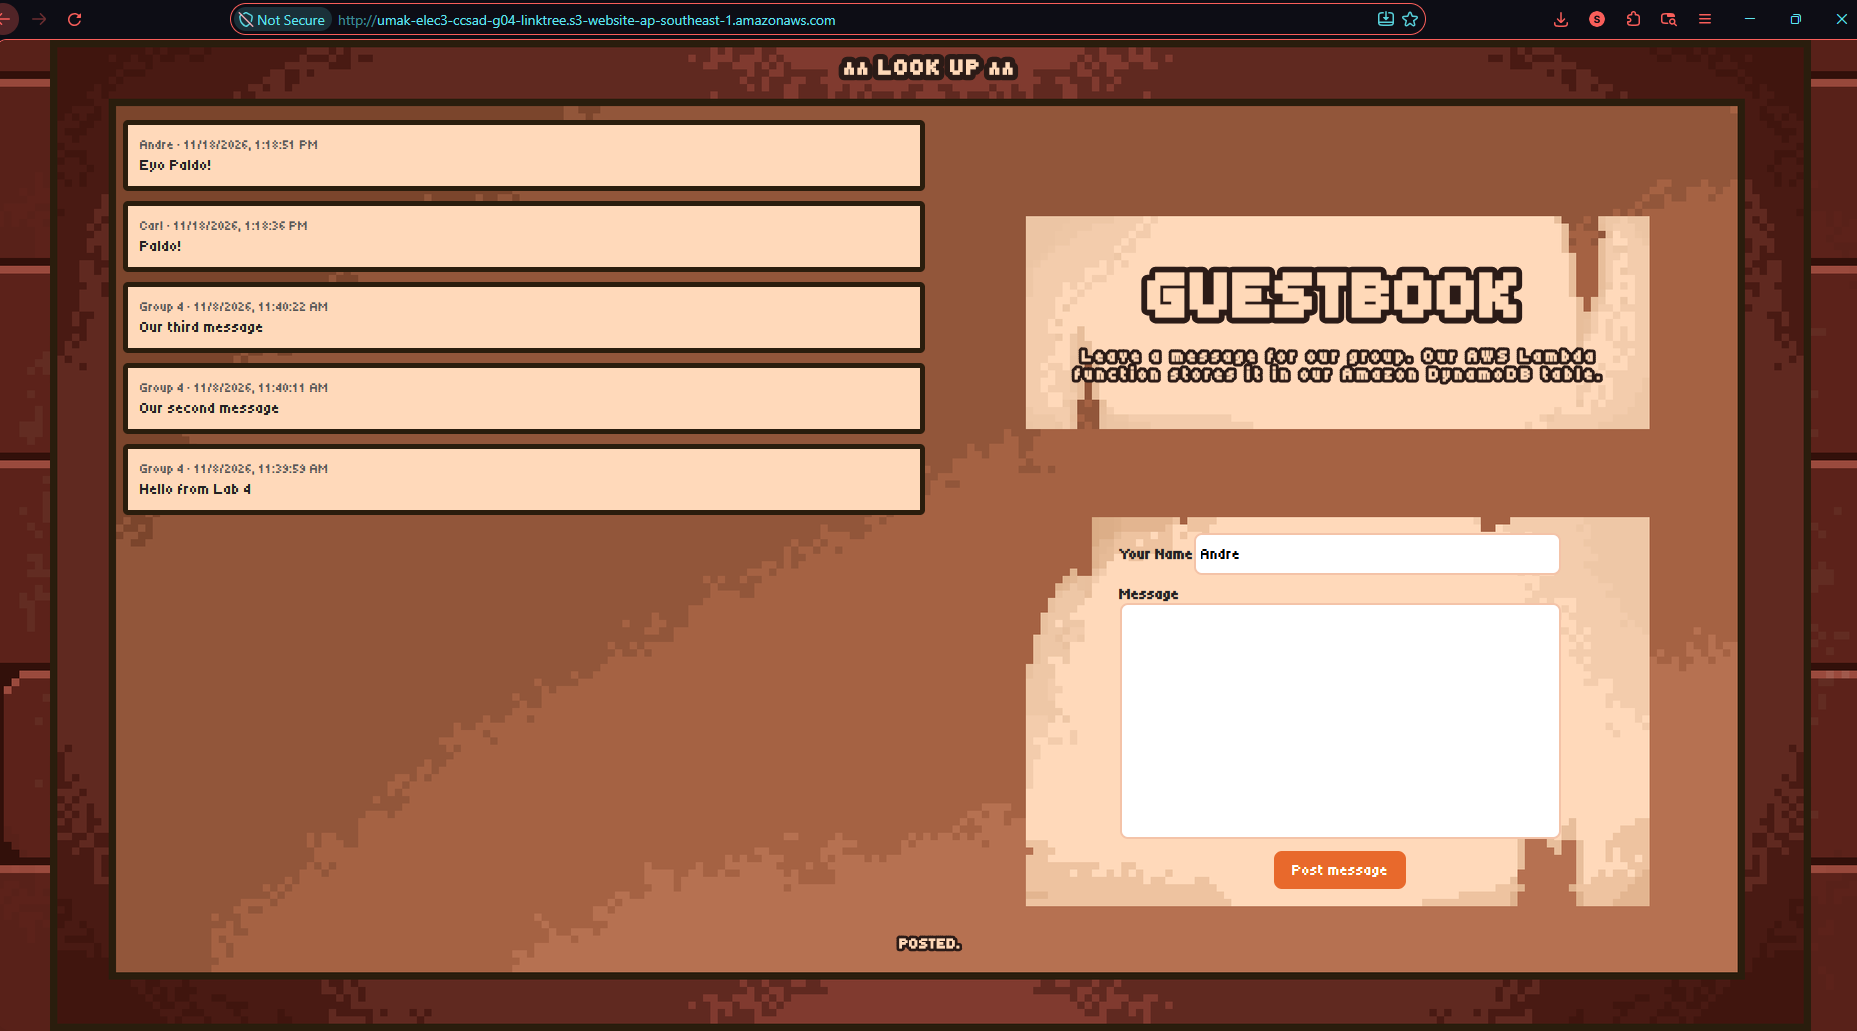 Not Secure http://umak-elec3-ccsad-g04-linktree.s3-website-ap-southeast-1.amazonaws.com
S
^^ LOOK UP ^^
Andre · 11/18/2026, 1:18:51 PM
Eyo Paldo!
Carl · 11/18/2026, 1:18:36 PM
Paldo!
Group 4 · 11/8/2026, 11:40:22 AM
Our third message
Group 4 · 11/8/2026, 11:40:11 AM
Our second message
Group 4 · 11/8/2026, 11:39:59 AM
Hello from Lab 4
GUESTBOOK
Leave a message for our group. Our AWS Lambda
function stores it in our Amazon DynamoDB table.
Your Name Andre
Message
Post message
POSTED.